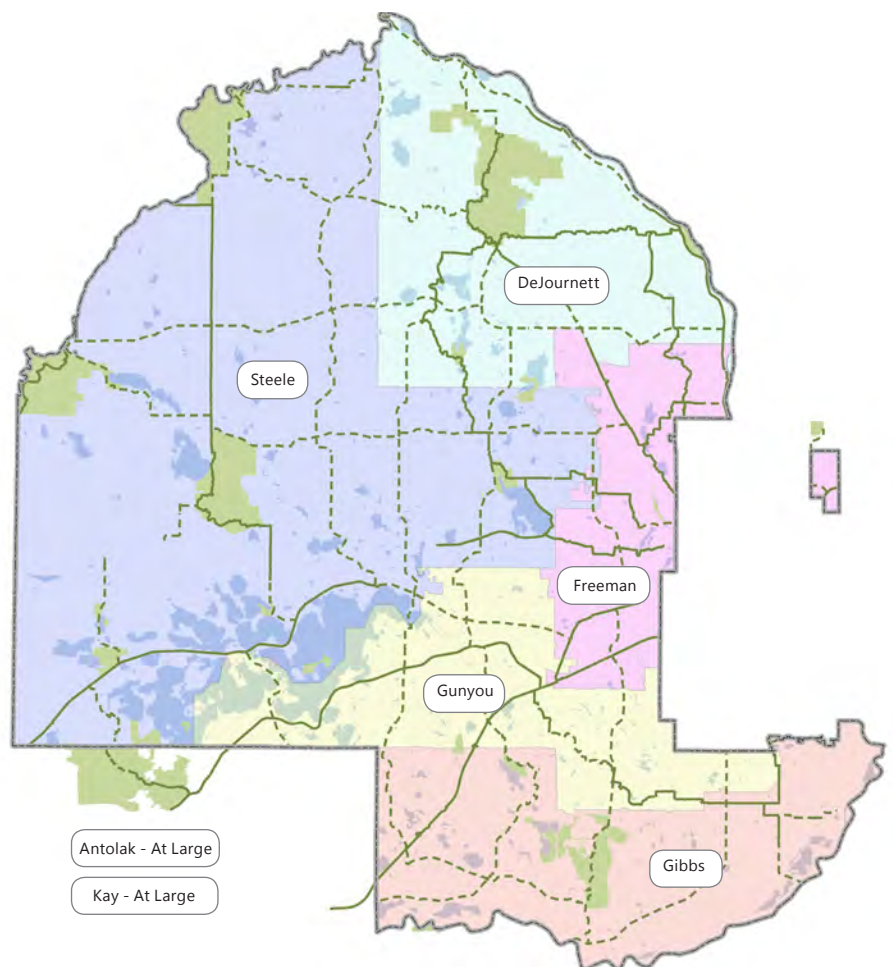 DeJournett
Steele
Freeman
Gunyou
Antolak - At Large
Gibbs
Kay - At Large